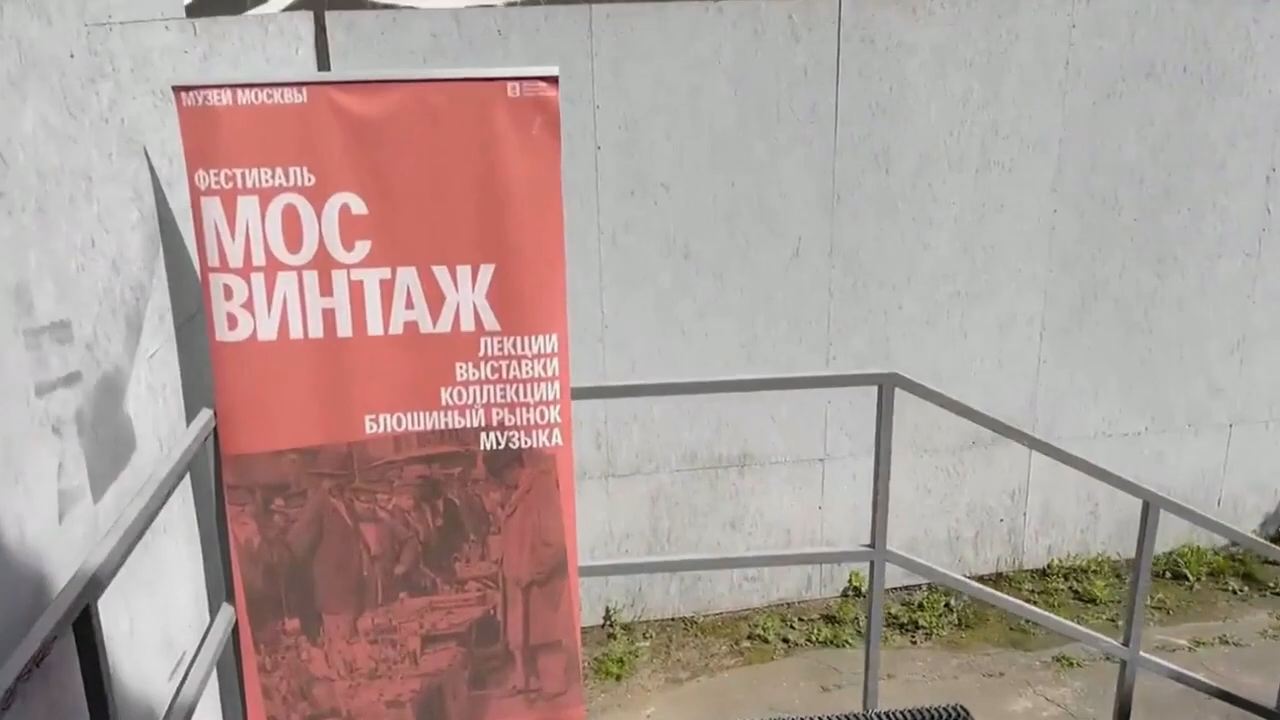 МУЗЕЙ МОСКВЫ
ФЕСТИВАЛЬ
МОС
ВИНТАЖ
ЛЕКЦИИ
ВЫСТАВКИ
КОЛЛЕКЦИИ
БЛОШИНЫЙ РЫНОК
МУЗЫКА